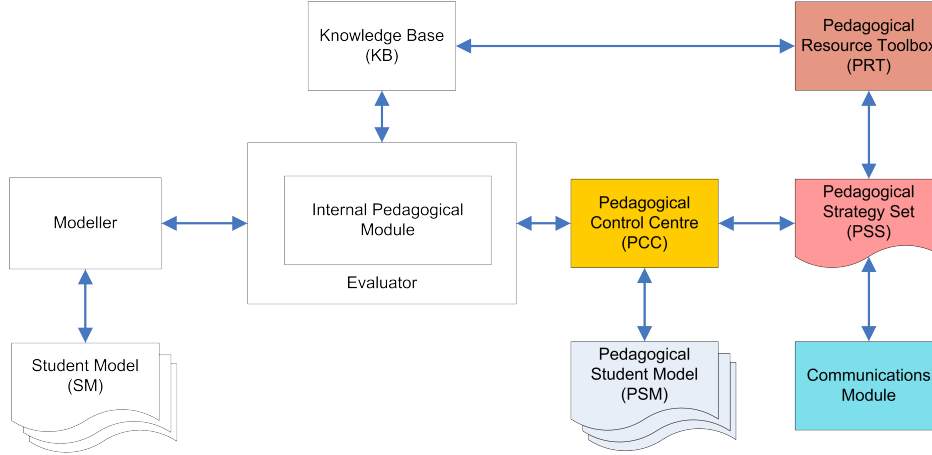 Knowledge Base
(KB)
Pedagogical
Resource Toolbox
(PRT)
Modeller
Internal Pedagogical
Module
Evaluator
Pedagogical
Control Centre
(PCC)
Pedagogical
Strategy Set
(PSS)
Student Model
(SM)
Pedagogical
Student Model
(PSM)
Communications
Module